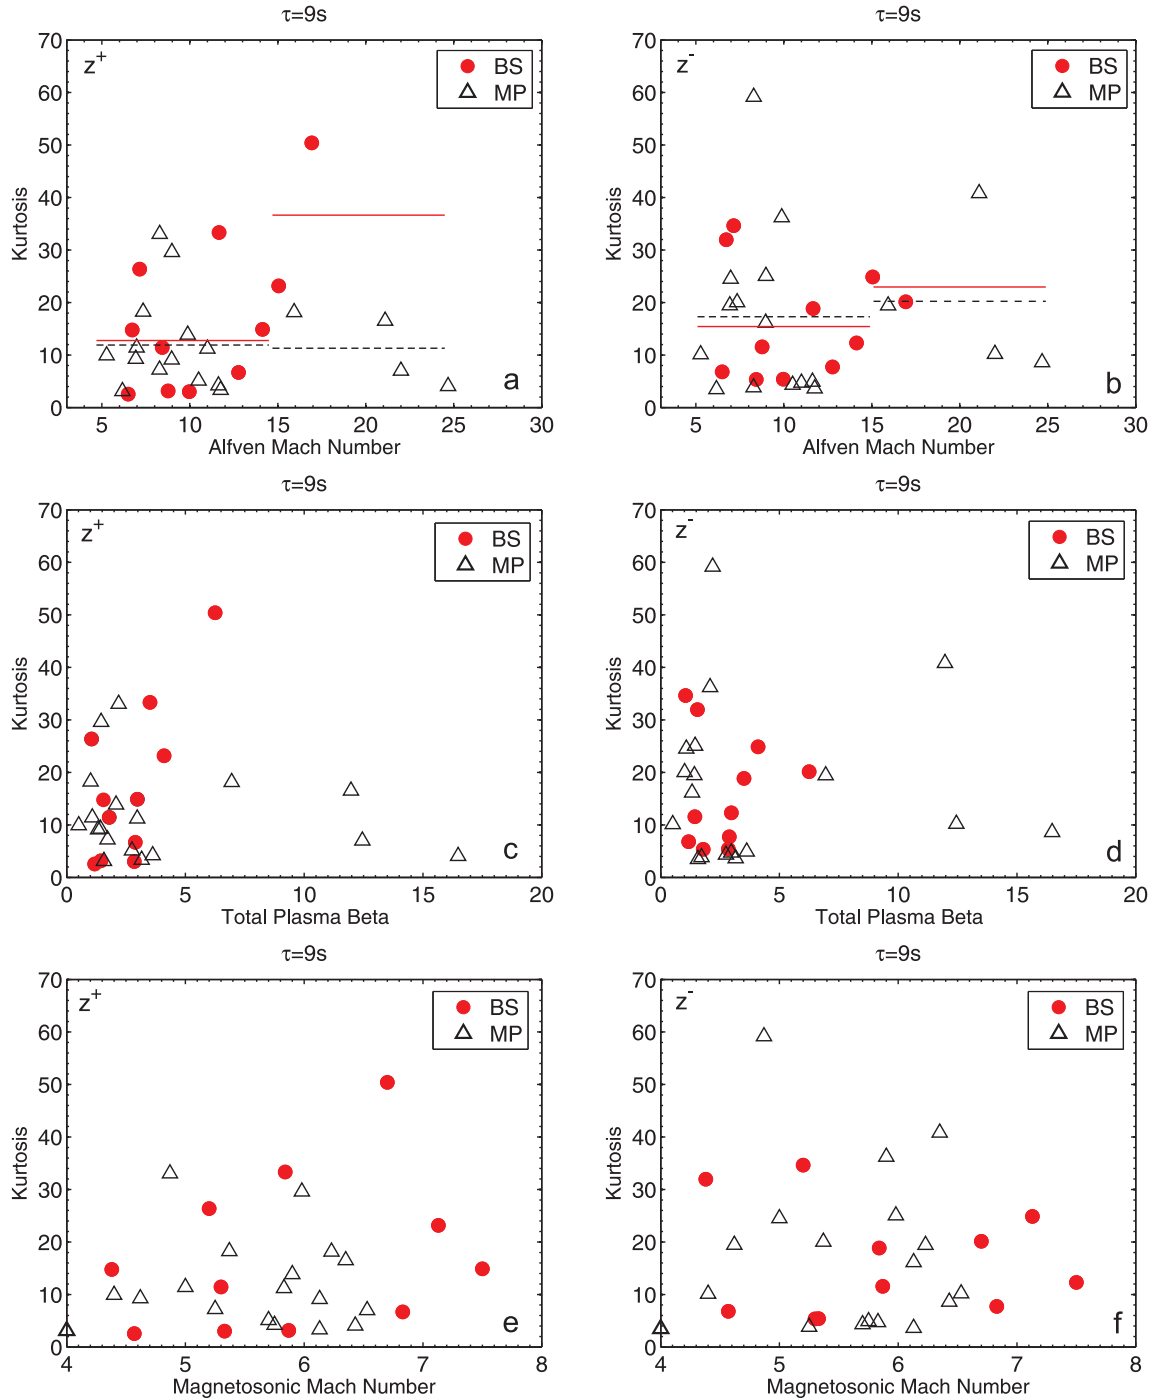 τ=9s
z+
BS
MP
Kurtosis
70
60
50
40
30
20
10
0
5 10 15 20 25 30
Alfven Mach Number
a
τ=9s
z-
BS
MP
Kurtosis
70
60
50
40
30
20
10
0
5 10 15 20 25 30
Alfven Mach Number
b
τ=9s
z+
BS
MP
Kurtosis
70
60
50
40
30
20
10
0
0 5 10 15 20
Total Plasma Beta
c
τ=9s
z-
BS
MP
Kurtosis
70
60
50
40
30
20
10
0
0 5 10 15 20
Total Plasma Beta
d
τ=9s
z+
BS
MP
Kurtosis
70
60
50
40
30
20
10
0
4 5 6 7 8
Magnetosonic Mach Number
e
τ=9s
z-
BS
MP
Kurtosis
70
60
50
40
30
20
10
0
4 5 6 7 8
Magnetosonic Mach Number
f